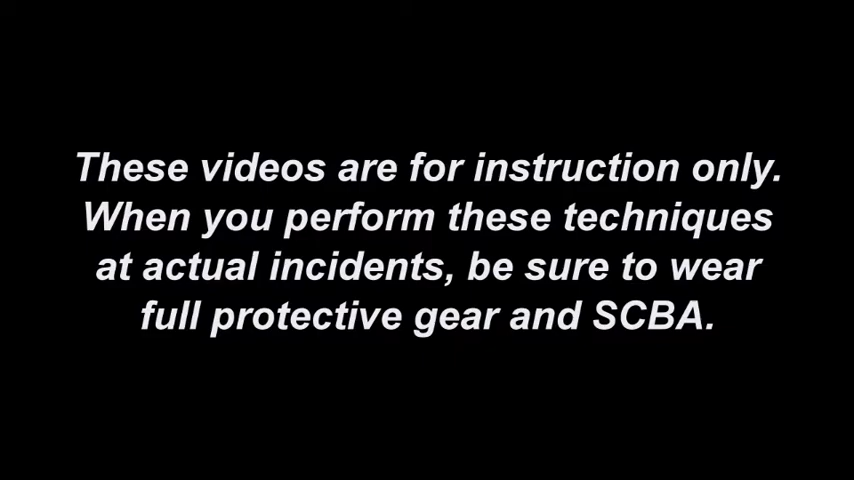 These videos are for instruction only.
When you perform these techniques
at actual incidents, be sure to wear
full protective gear and SCBA.